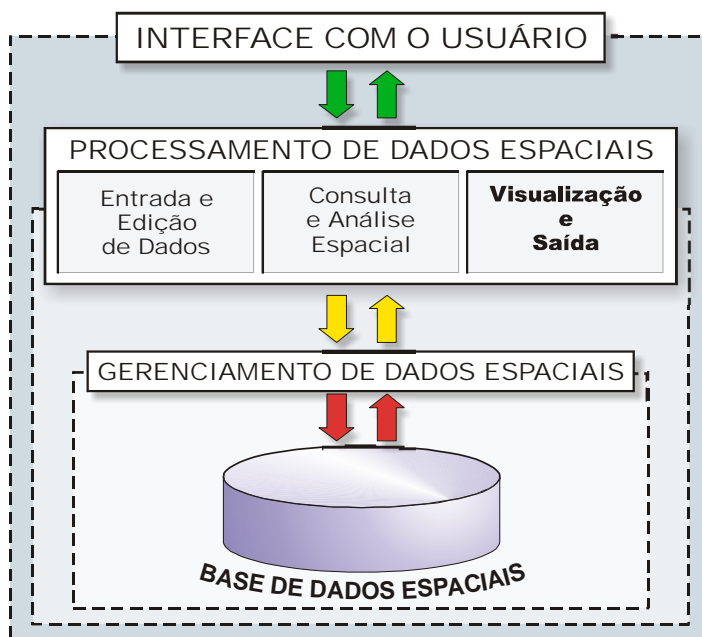 INTERFACE COM O USUÁRIO
PROCESSAMENTO DE DADOS ESPACIAIS
Entrada e
Edição
de Dados
Consulta
e Análise
Espacial
Visualização
e
Saída
GERENCIAMENTO DE DADOS ESPACIAIS
BASE DE DADOS ESPACIAIS